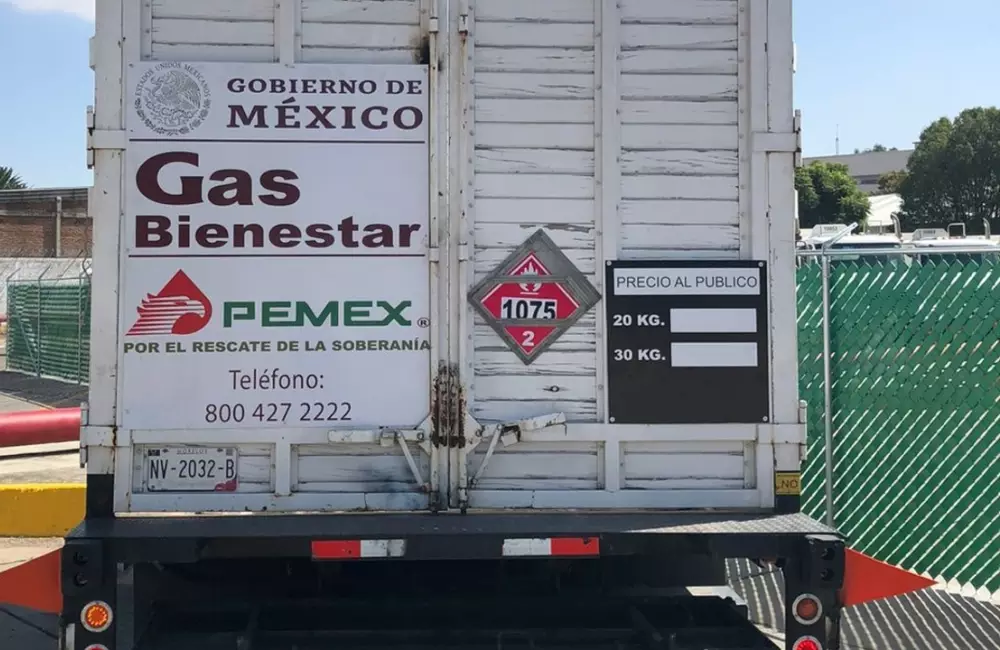 ESTADOS UNIDOS MEXICANOS
GOBIERNO DE
MÉXICO
Gas
Bienestar
PEMEX®
POR EL RESCATE DE LA SOBERANÍA
Teléfono:
800 427 2222
MORELOS
NV-2032-B
1075
2
PRECIO AL PUBLICO
20 KG.
30 KG.
NO